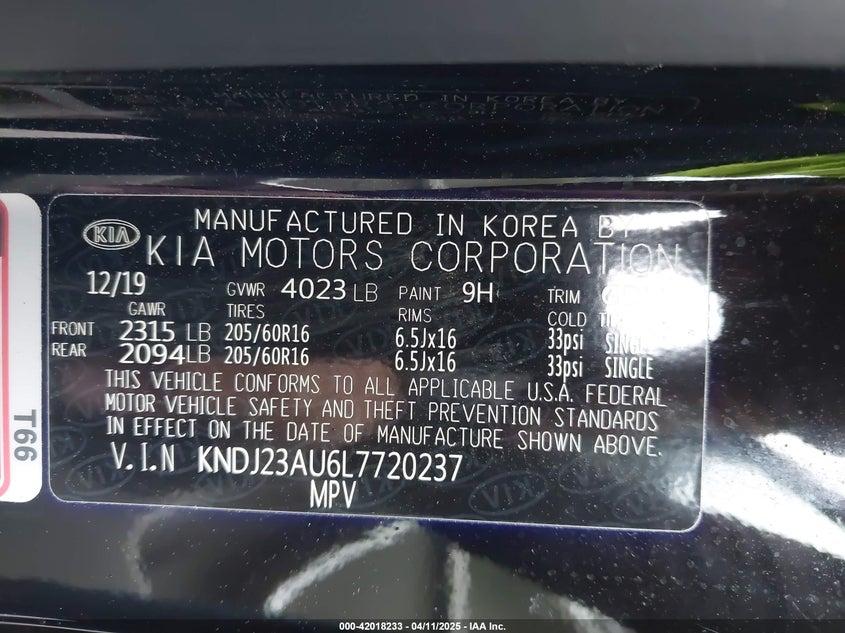 KIA
MANUFACTURED IN KOREA BY
KIA MOTORS CORPORATION
12/19 GVWR 4023 LB PAINT 9H TRIM
GAWR TIRES RIMS COLD
FRONT 2315 LB 205/60R16 6.5Jx16 33psi SINGLE
REAR 2094 LB 205/60R16 6.5Jx16 33psi SINGLE
THIS VEHICLE CONFORMS TO ALL APPLICABLE U.S.A. FEDERAL
MOTOR VEHICLE SAFETY AND THEFT PREVENTION STANDARDS
IN EFFECT ON THE DATE OF MANUFACTURE SHOWN ABOVE.
V.I.N KNDJ23AU6L7720237
MPV
T66
000-42018233 - 04/11/2025 - IAA Inc.